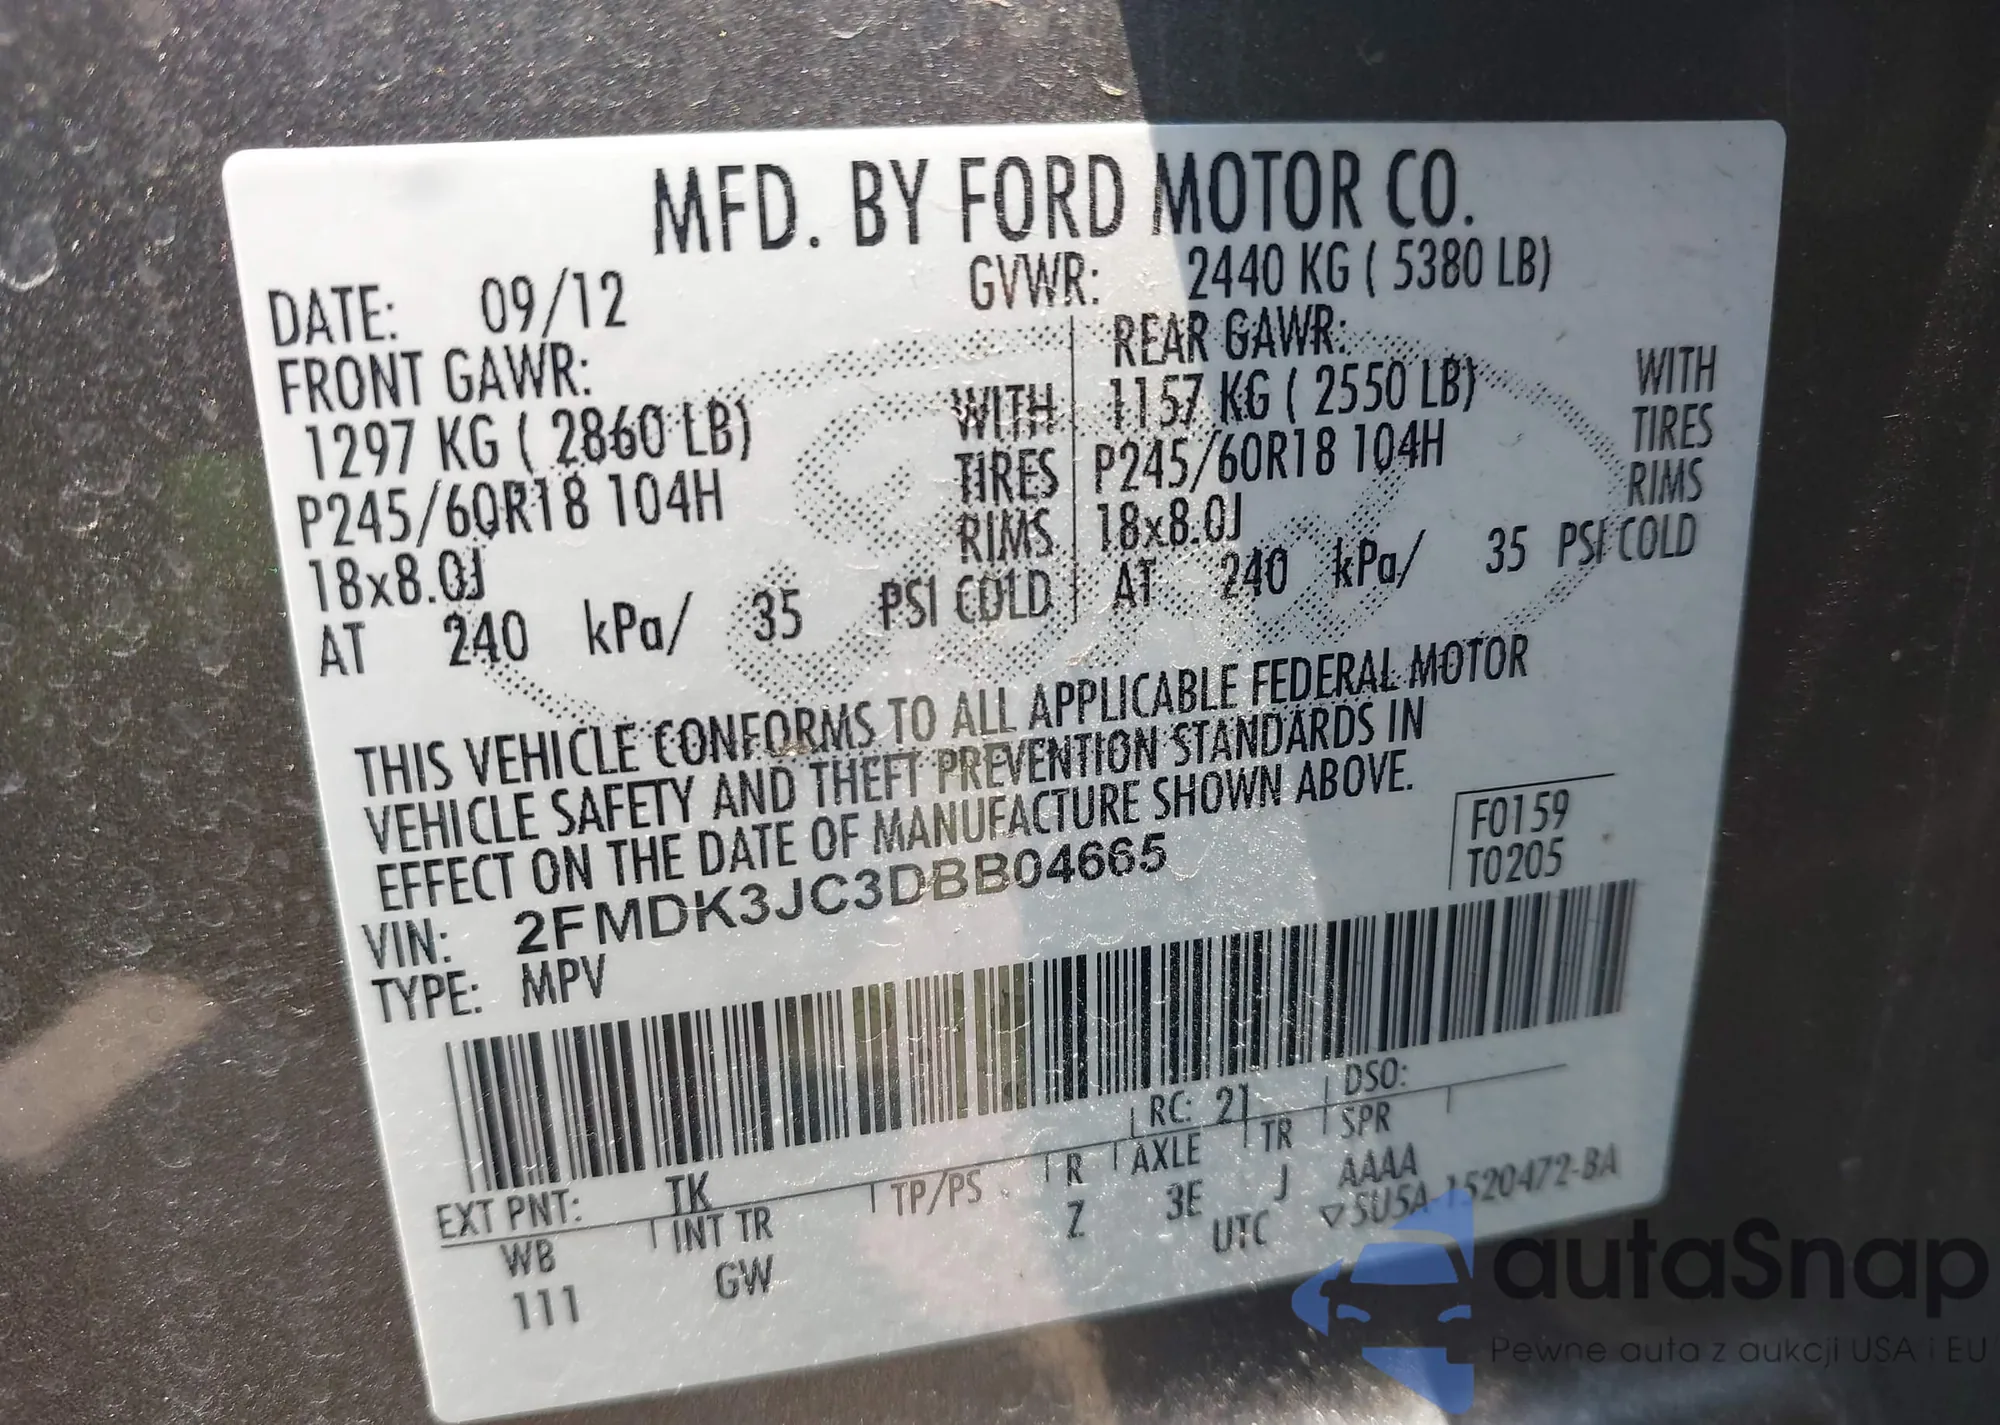 MFD. BY FORD MOTOR CO.
DATE: 09/12 GVWR: 2440 KG ( 5380 LB)
FRONT GAWR: REAR GAWR:
1297 KG ( 2860 LB) WITH 1157 KG ( 2550 LB) WITH
P245/60R18 104H TIRES P245/60R18 104H TIRES
18x8.0J RIMS 18x8.0J RIMS
AT 240 kPa/ 35 PSI COLD AT 240 kPa/ 35 PSI COLD
THIS VEHICLE CONFORMS TO ALL APPLICABLE FEDERAL MOTOR
VEHICLE SAFETY AND THEFT PREVENTION STANDARDS IN
EFFECT ON THE DATE OF MANUFACTURE SHOWN ABOVE.
F0159
T0205
VIN: 2FMDK3JC3DBB04665
TYPE: MPV
EXT PNT: TK RC: 21 DSO:
WB INT TR TP/PS R AXLE TR SPR
111 GW Z 3E J AAAA
UTC ▽5U5A-1520472-BA
autaSnap
Pewne auta z aukcji USA i EU